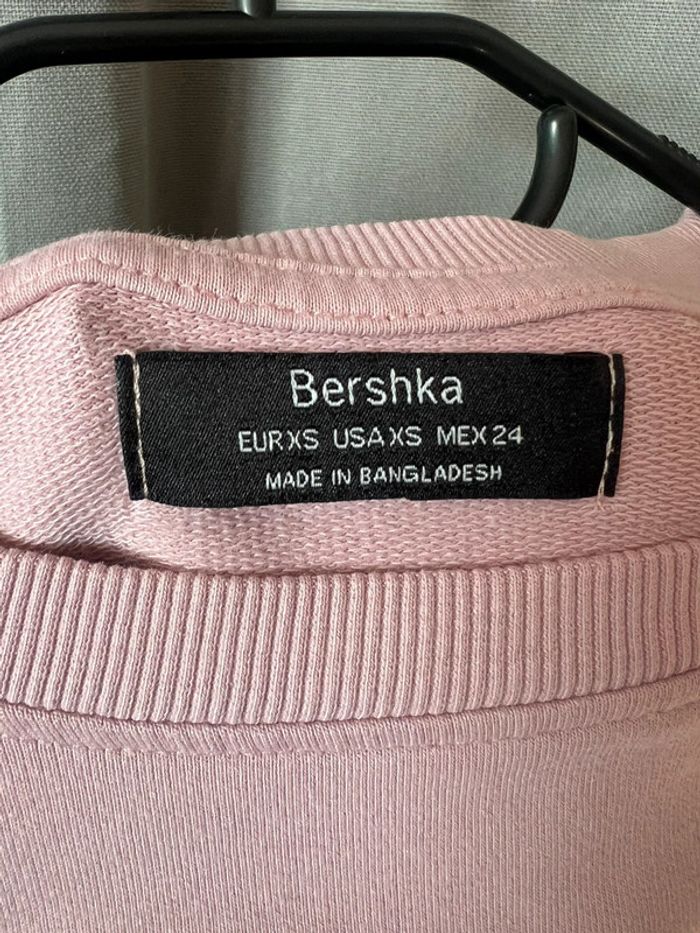 Bershka
EUR XS USA XS MEX 24
MADE IN BANGLADESH